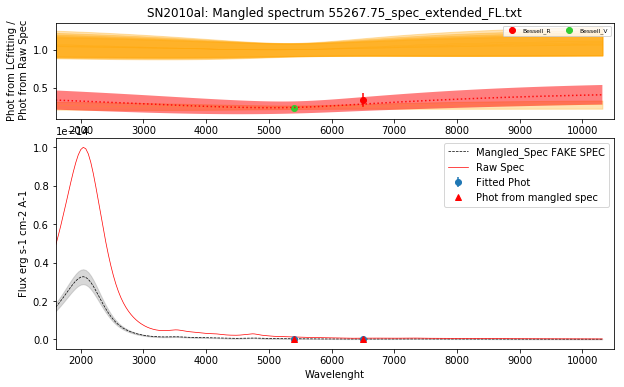 SN2010al: Mangled spectrum 55267.75_spec_extended_FL.txt
Phot from LCfitting /
Phot from Raw Spec
1.0
0.5
Bessell_R
Bessell_V
2000 3000 4000 5000 6000 7000 8000 9000 10000
1e−14
Flux erg s-1 cm-2 A-1
1.0
0.8
0.6
0.4
0.2
0.0
Mangled_Spec FAKE SPEC
Raw Spec
Fitted Phot
Phot from mangled spec
2000 3000 4000 5000 6000 7000 8000 9000 10000
Wavelenght